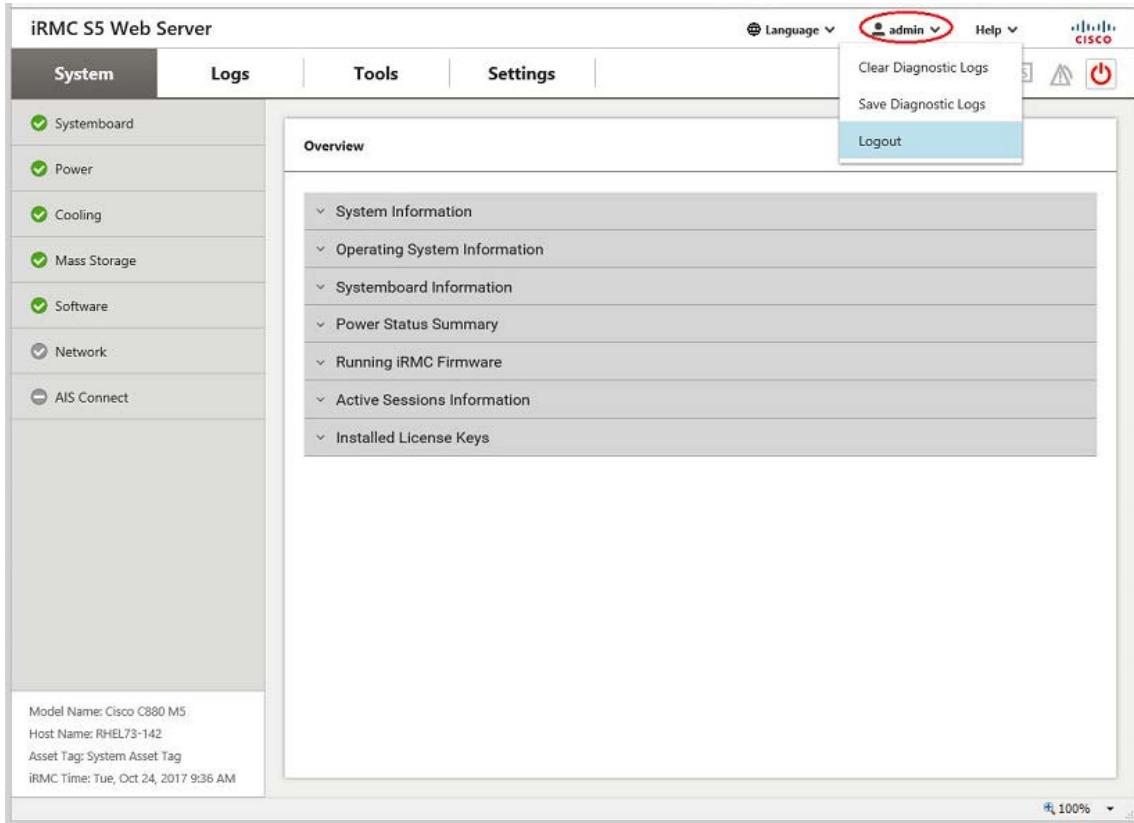 iRMC S5 Web Server
Language
admin
Help
CISCO
System
Logs
Tools
Settings
Clear Diagnostic Logs
Save Diagnostic Logs
Logout
Systemboard
Power
Cooling
Mass Storage
Software
Network
AIS Connect
Overview
System Information
Operating System Information
Systemboard Information
Power Status Summary
Running iRMC Firmware
Active Sessions Information
Installed License Keys
Model Name: Cisco C880 M5
Host Name: RHEL73-142
Asset Tag: System Asset Tag
iRMC Time: Tue, Oct 24, 2017 9:36 AM
100%